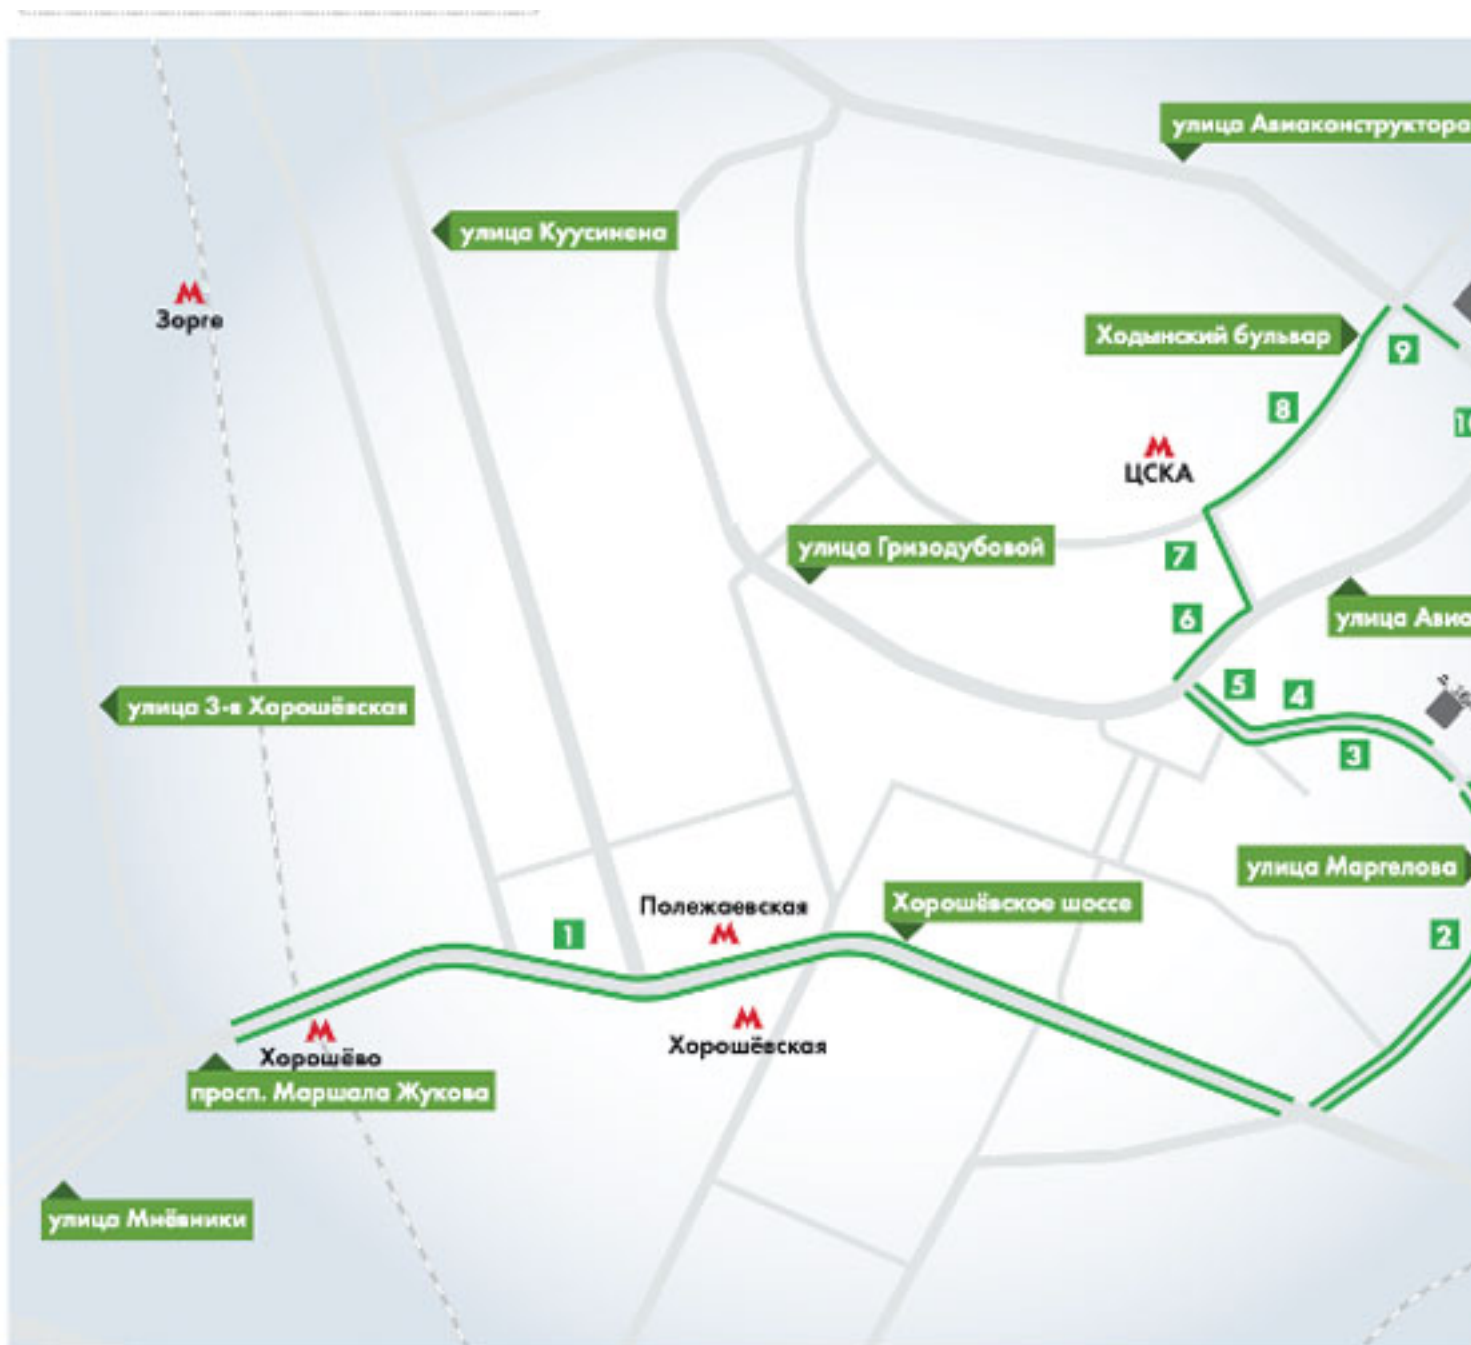 улица Авиаконструктора
улица Куусинена
М
Зорге
Ходынский бульвар
9
8
10
М
ЦСКА
улица Гризодубовой
7
6
улица Авиа
5
4
3
улица 3-я Хорошёвская
улица Маргелова
Полежаевская
М
Хорошёвское шоссе
1
2
М
Хорошёвская
М
Хорошёво
просп. Маршала Жукова
улица Мнёвники